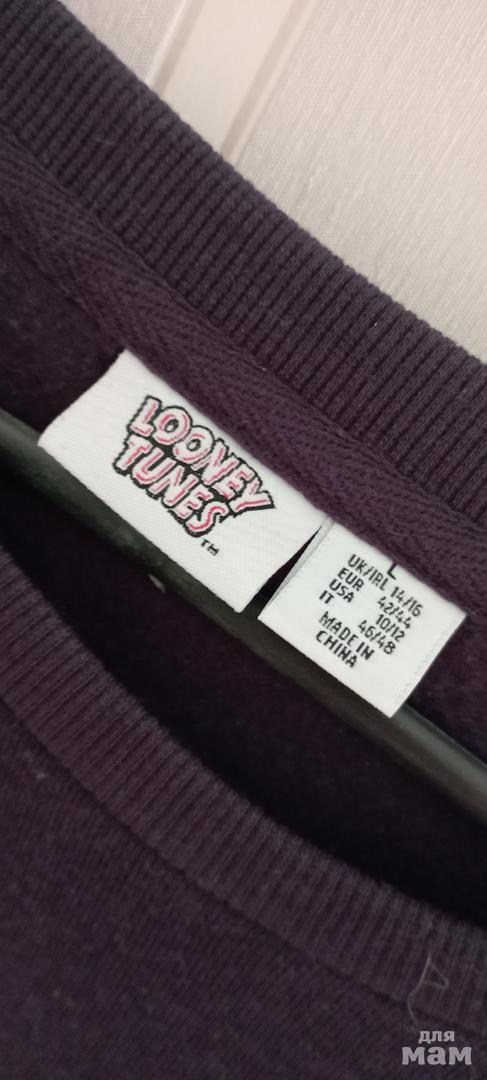 LOONEY
TUNES
TM
L
UK/IRL 14/16
EUR 42/44
USA 10/12
IT 46/48
MADE IN
CHINA
для
мам